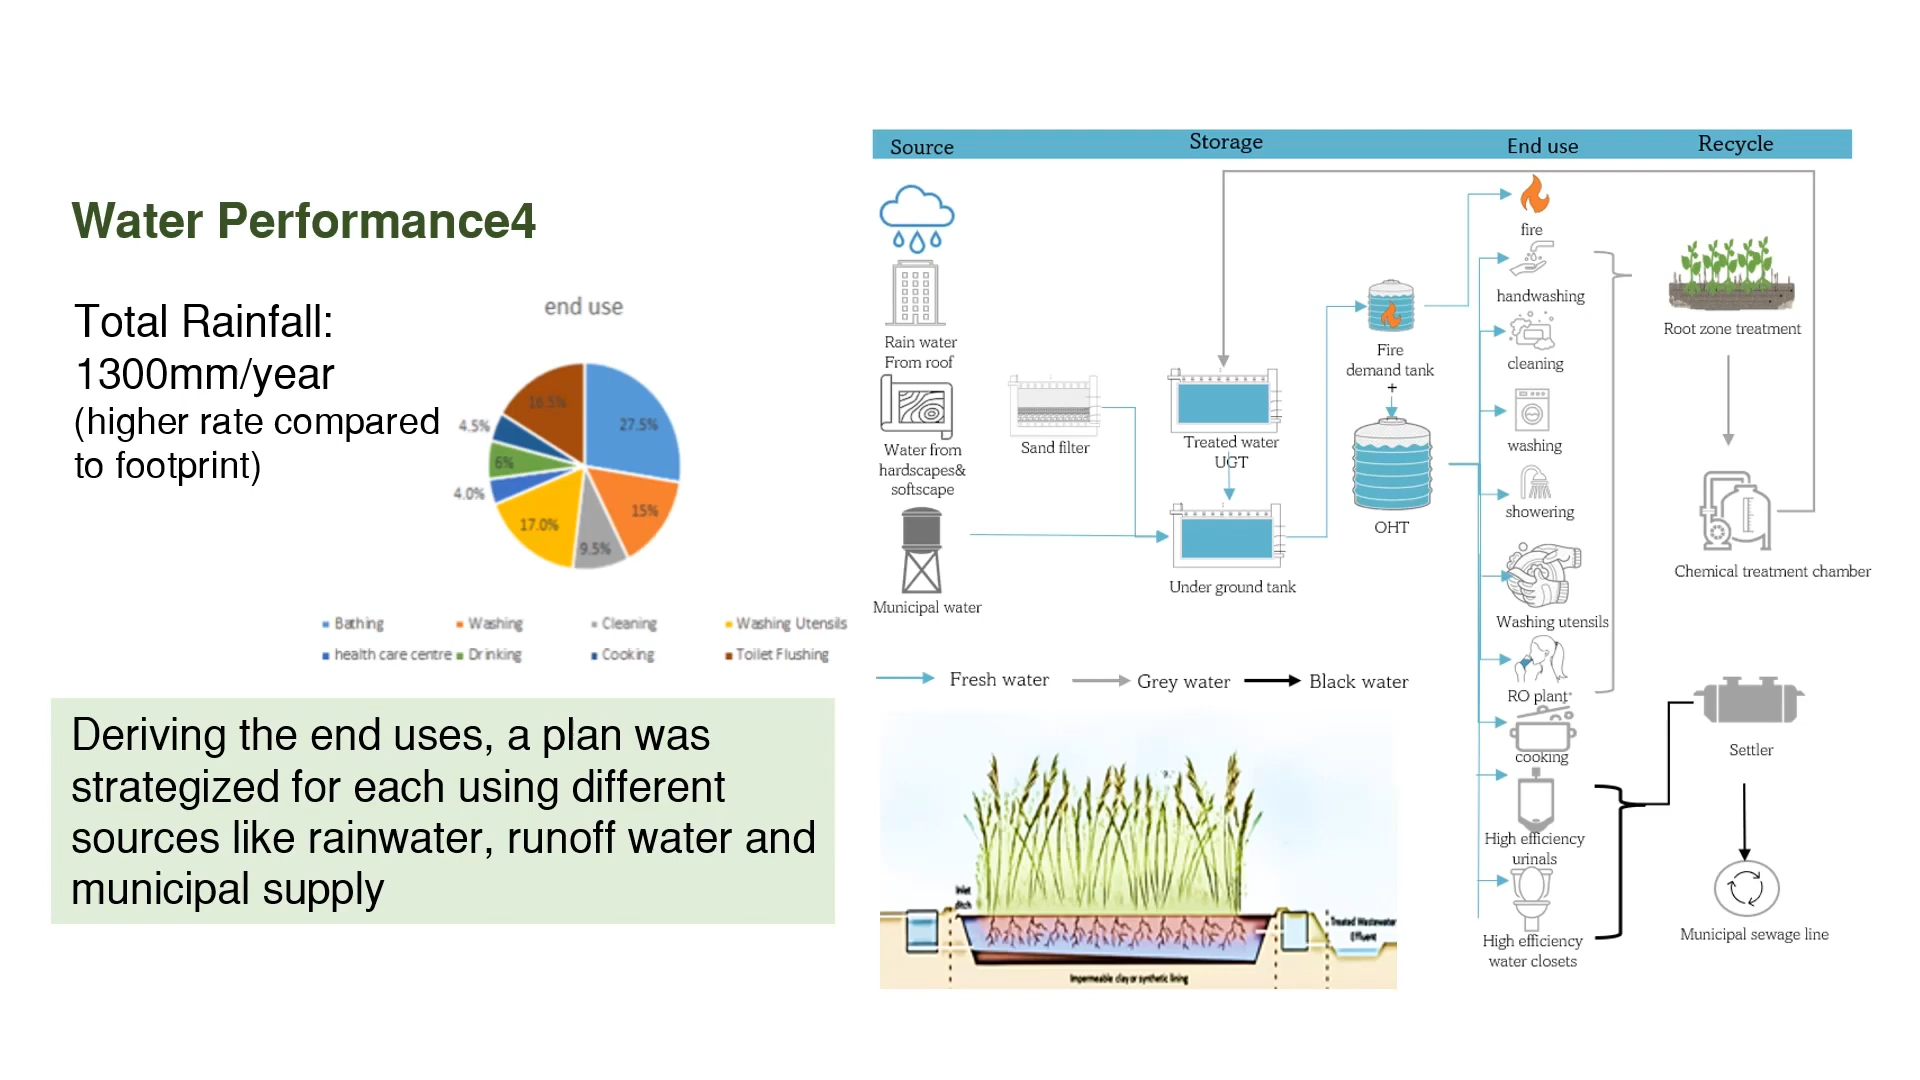 Water Performance4
Total Rainfall:
1300mm/year
(higher rate compared
to footprint)
end use
27.5%
15%
9.5%
17.0%
4.0%
6%
4.5%
16.5%
Bathing
Washing
Cleaning
Washing Utensils
health care centre
Drinking
Cooking
Toilet Flushing
Deriving the end uses, a plan was
strategized for each using different
sources like rainwater, runoff water and
municipal supply
Source
Storage
End use
Recycle
Rain water
From roof
Water from
hardscapes&
softscape
Municipal water
Sand filter
Treated water
UGT
Under ground tank
Fire
demand tank
+
OHT
fire
handwashing
cleaning
washing
showering
Washing utensils
RO plant
cooking
High efficiency
urinals
High efficiency
water closets
Root zone treatment
Chemical treatment chamber
Settler
Municipal sewage line
Fresh water
Grey water
Black water
Inlet
ditch
Treated Wastewater
Effluent
Impermeable clay or synthetic lining